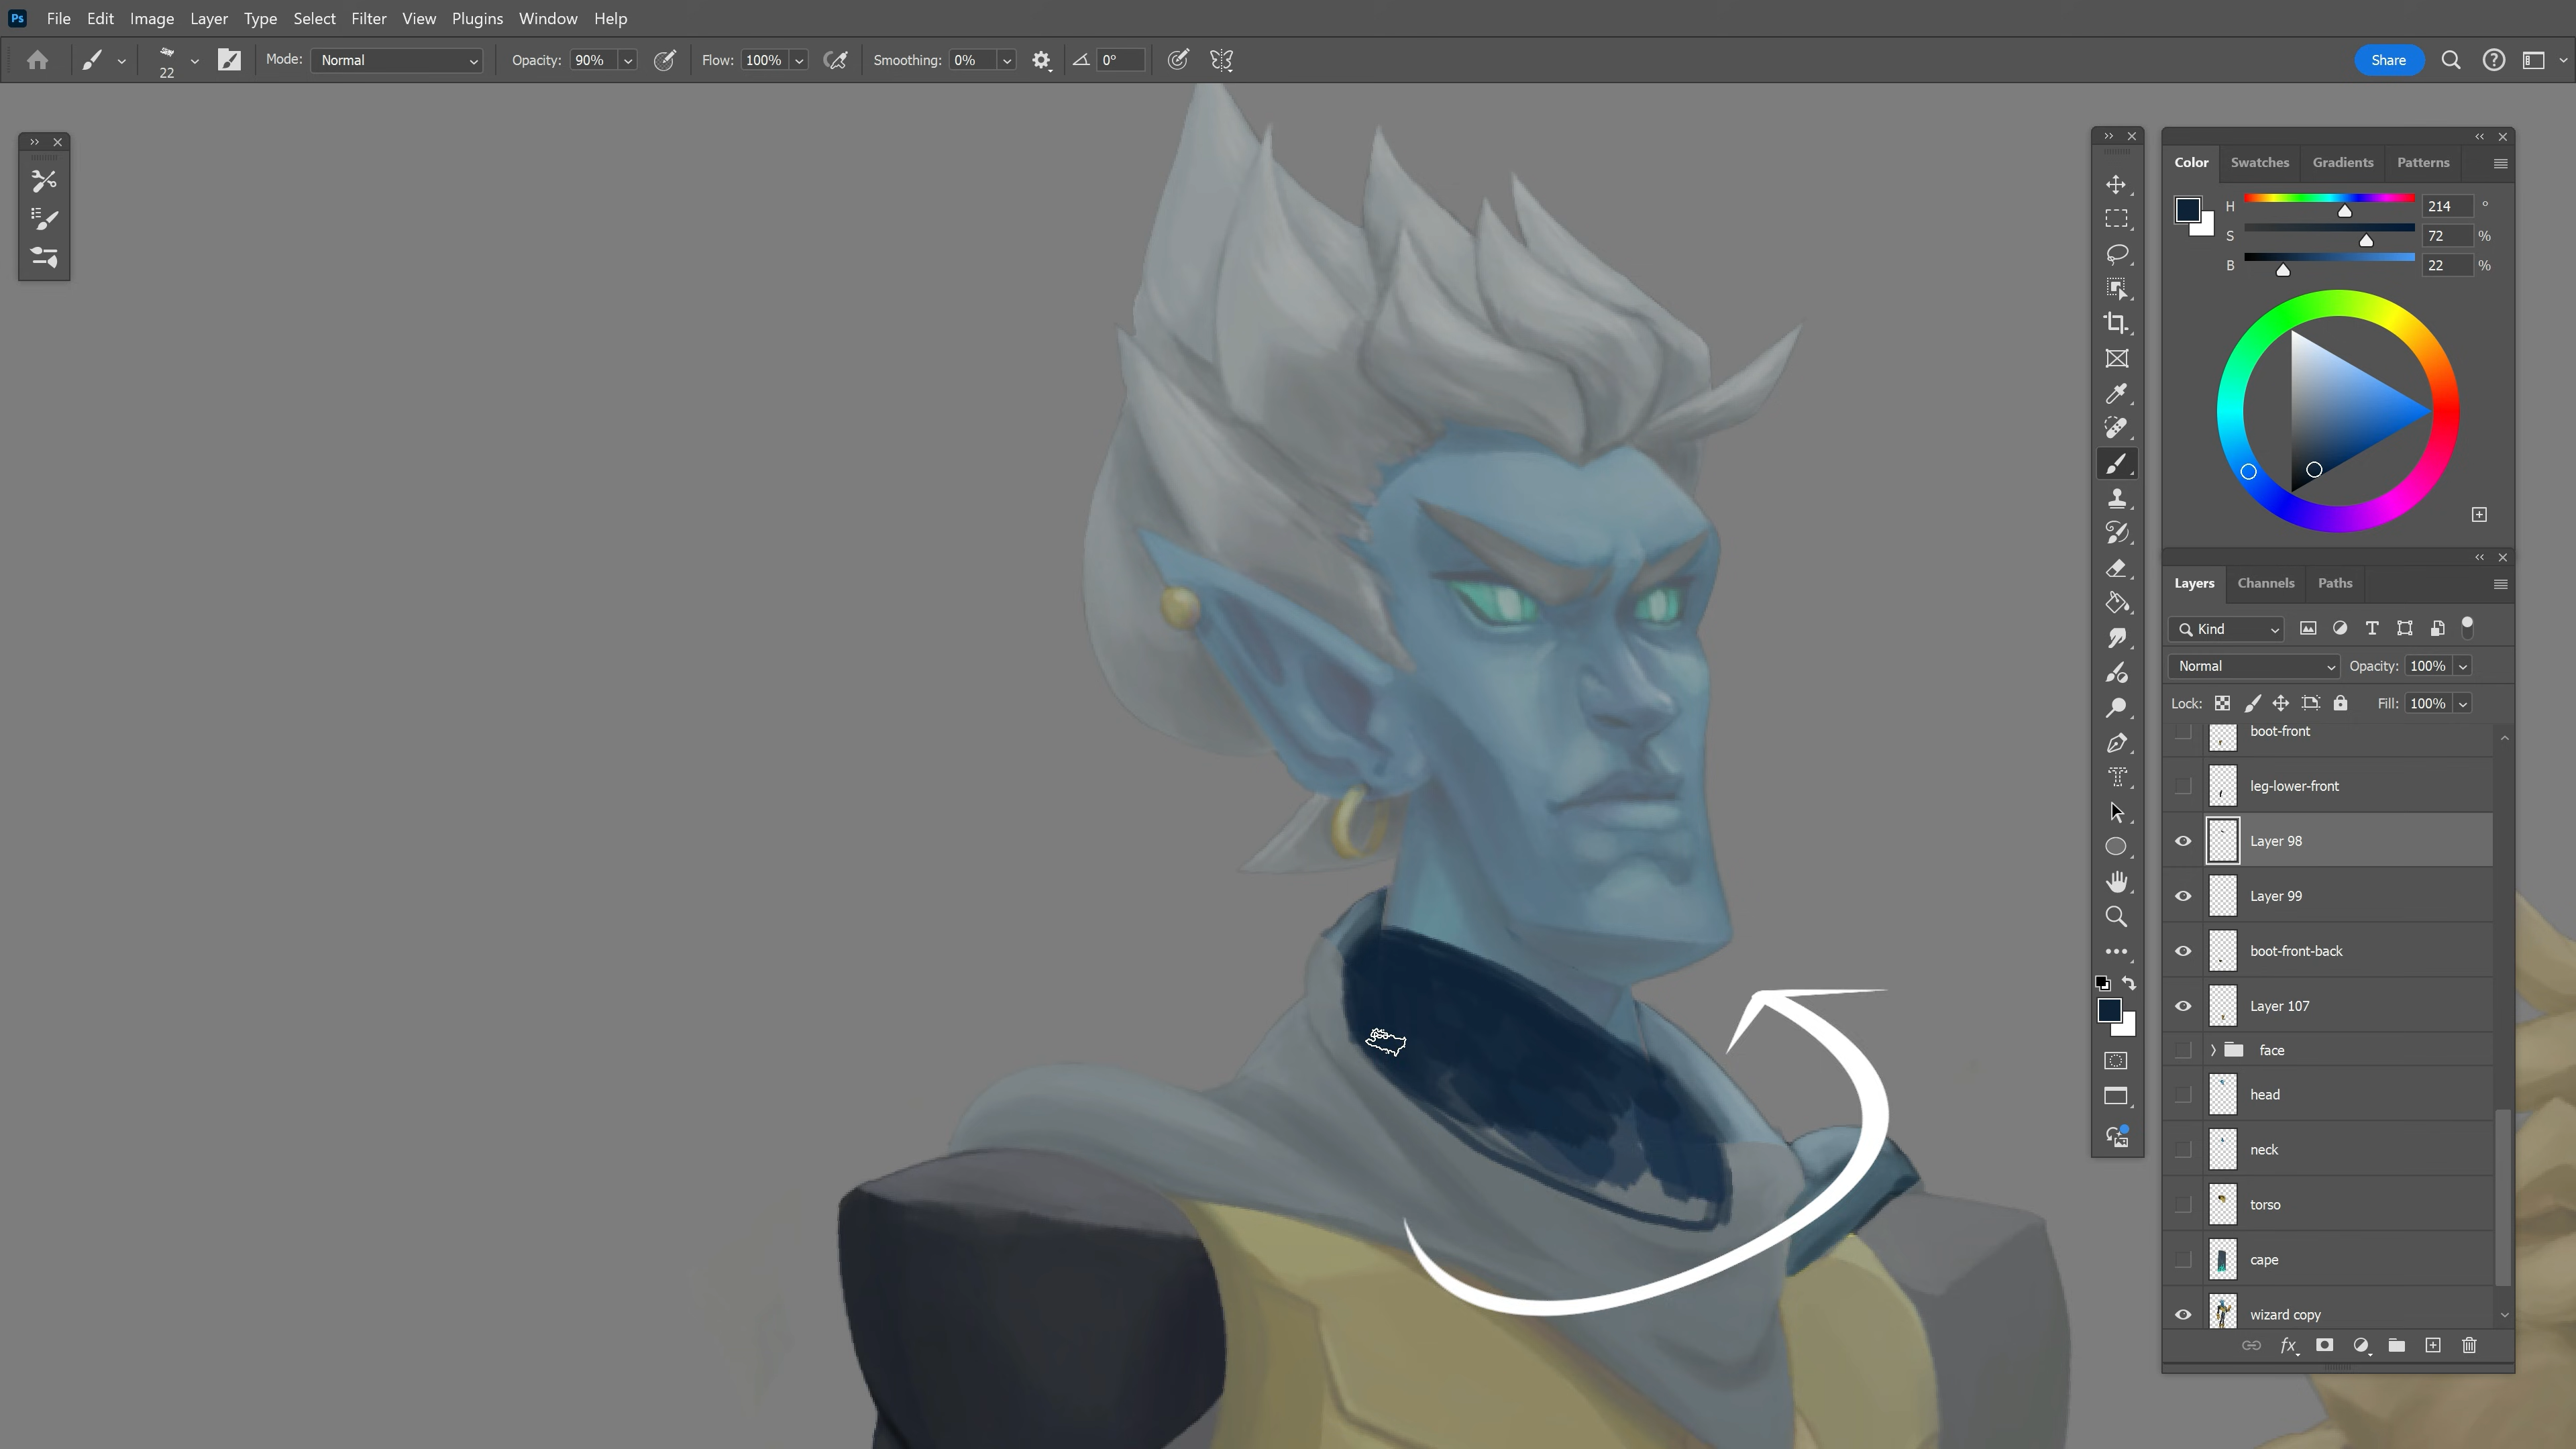 Ps File Edit Image Layer Type Select Filter View Plugins Window Help
22 Mode: Normal Opacity: 90% Flow: 100% Smoothing: 0% 0° Share
Color Swatches Gradients Patterns
H 214 °
S 72 %
B 22 %
Layers Channels Paths
Kind
Normal Opacity: 100%
Lock: Fill: 100%
boot-front
leg-lower-front
Layer 98
Layer 99
boot-front-back
Layer 107
face
head
neck
torso
cape
wizard copy
fx